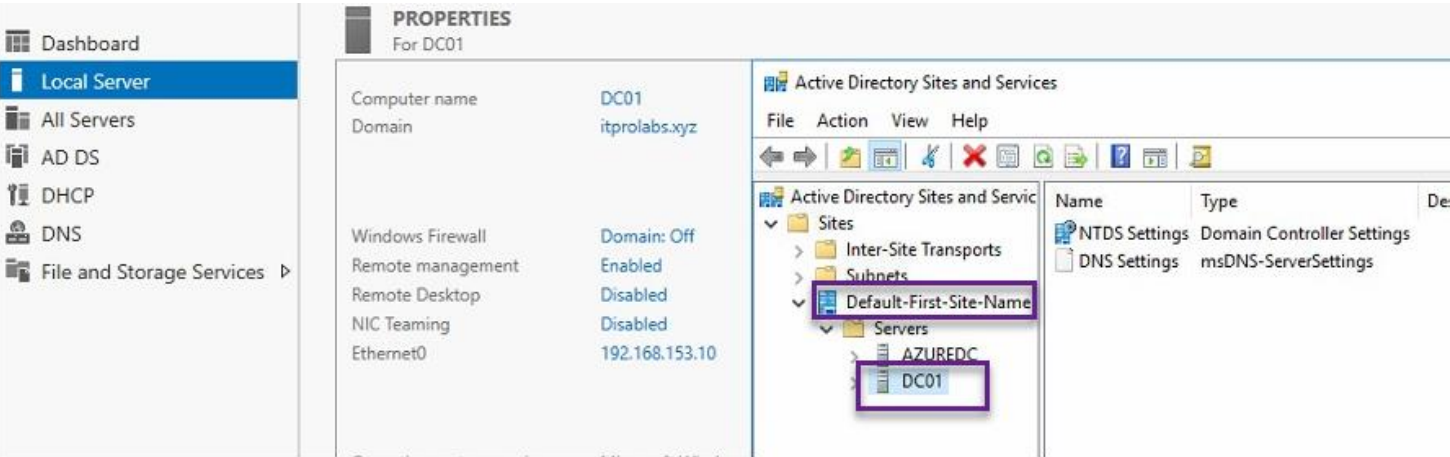 Dashboard
Local Server
All Servers
AD DS
DHCP
DNS
File and Storage Services
PROPERTIES
For DC01
Computer name DC01
Domain itprolabs.xyz
Windows Firewall Domain: Off
Remote management Enabled
Remote Desktop Disabled
NIC Teaming Disabled
Ethernet0 192.168.153.10
Active Directory Sites and Services
File Action View Help
Active Directory Sites and Servic
Sites
Inter-Site Transports
Subnets
Default-First-Site-Name
Servers
AZUREDC
DC01
Name Type Des
NTDS Settings Domain Controller Settings
DNS Settings msDNS-ServerSettings